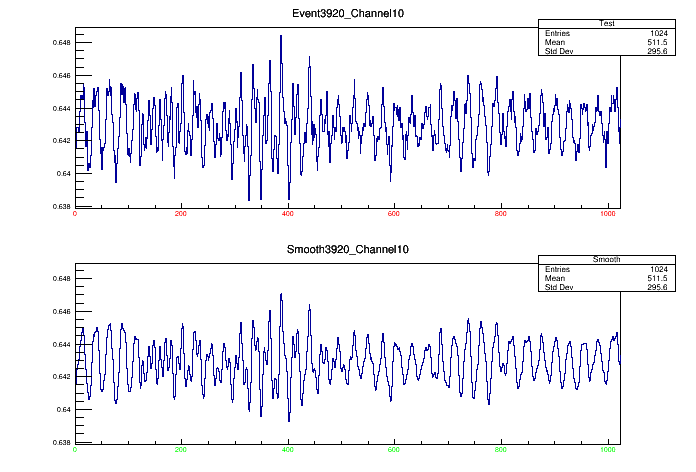 Event3920_Channel10
Test
Entries 1024
Mean 511.5
Std Dev 295.6
0.648
0.646
0.644
0.642
0.64
0.638
0 200 400 600 800 1000
Smooth3920_Channel10
Smooth
Entries 1024
Mean 511.5
Std Dev 295.6
0.648
0.646
0.644
0.642
0.64
0.638
0 200 400 600 800 1000